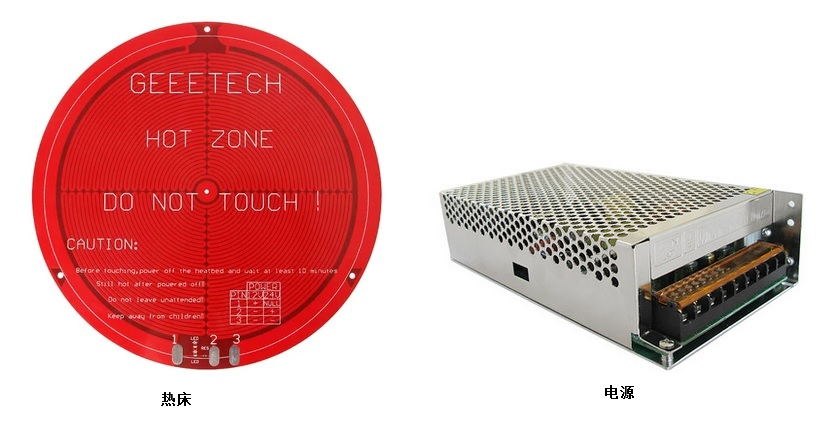 GEEETECH
HOT ZONE
DO NOT TOUCH !
CAUTION:
Before touching,power off the heatbed and wait at least 10 minutes
Still hot after powered off!
Do not leave unattended!
Keep away from children!
POWER
PIN 12V 24V
1 + NULL
2 - +
3 - -
1 LED RES 2 3
LED
热床
电源